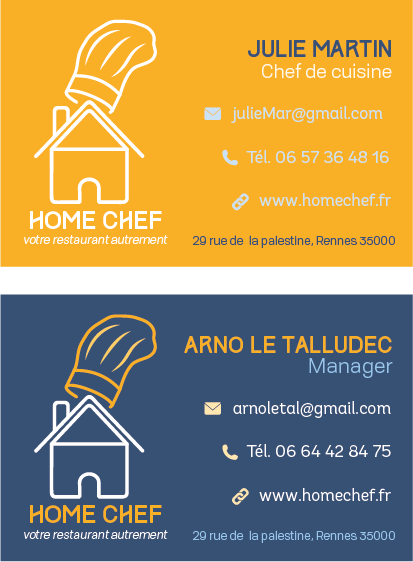 JULIE MARTIN
Chef de cuisine
julieMar@gmail.com
Tél. 06 57 36 48 16
www.homechef.fr
HOME CHEF
votre restaurant autrement
29 rue de la palestine, Rennes 35000
ARNO LE TALLUDEC
Manager
arnoletal@gmail.com
Tél. 06 64 42 84 75
www.homechef.fr
HOME CHEF
votre restaurant autrement
29 rue de la palestine, Rennes 35000